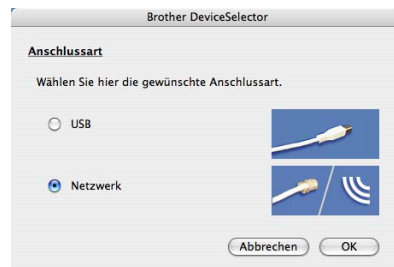 Brother DeviceSelector
Anschlussart
Wählen Sie hier die gewünschte Anschlussart.
USB
Netzwerk
Abbrechen OK